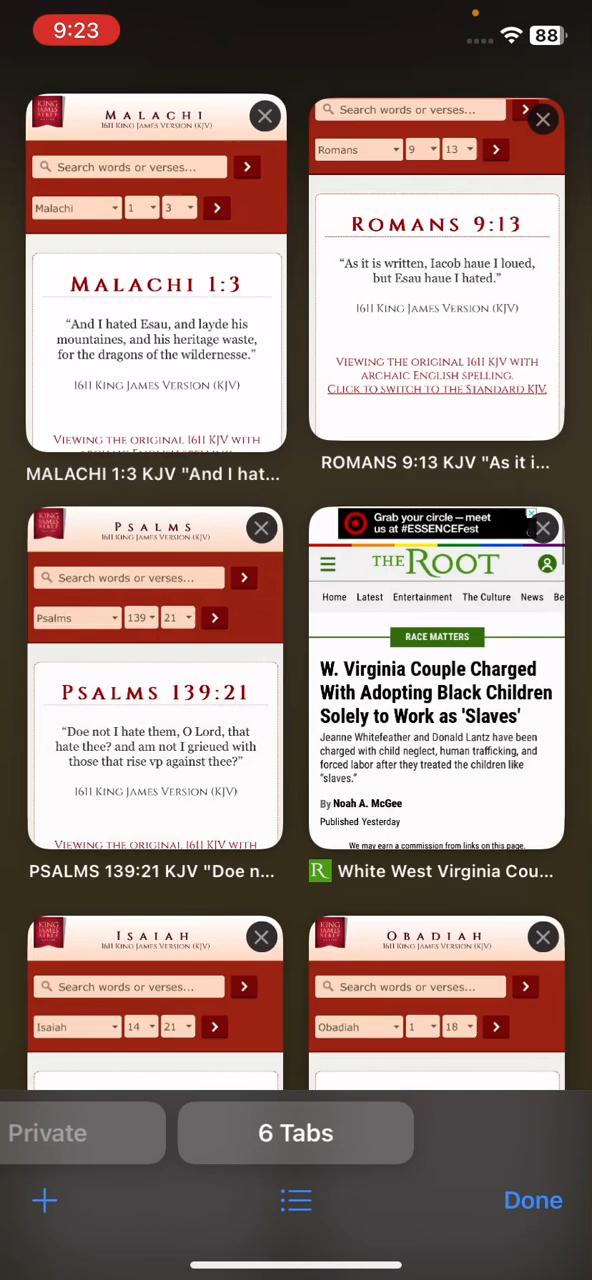 9:23
88
KING JAMES BIBLE
MALACHI
1611 KING JAMES VERSION (KJV)
Search words or verses...
Malachi 1 3
MALACHI 1:3
“And I hated Esau, and layde his
mountaines, and his heritage waste,
for the dragons of the wildernesse.”
1611 KING JAMES VERSION (KJV)
VIEWING THE ORIGINAL 1611 KJV WITH
MALACHI 1:3 KJV "And I hat...
Search words or verses...
Romans 9 13
ROMANS 9:13
“As it is written, Iacob haue I loued,
but Esau haue I hated.”
1611 KING JAMES VERSION (KJV)
VIEWING THE ORIGINAL 1611 KJV WITH
ARCHAIC ENGLISH SPELLING.
CLICK TO SWITCH TO THE STANDARD KJV.
ROMANS 9:13 KJV "As it i...
KING JAMES BIBLE
PSALMS
1611 KING JAMES VERSION (KJV)
Search words or verses...
Psalms 139 21
PSALMS 139:21
“Doe not I hate them, O Lord, that
hate thee? and am not I grieued with
those that rise vp against thee?”
1611 KING JAMES VERSION (KJV)
VIEWING THE ORIGINAL 1611 KJV WITH
PSALMS 139:21 KJV "Doe n...
Grab your circle—meet
us at #ESSENCEFest
THE ROOT
Home Latest Entertainment The Culture News Be
RACE MATTERS
W. Virginia Couple Charged
With Adopting Black Children
Solely to Work as 'Slaves'
Jeanne Whitefeather and Donald Lantz have been
charged with child neglect, human trafficking, and
forced labor after they treated the children like
“slaves.”
By Noah A. McGee
Published Yesterday
We may earn a commission from links on this page.
R White West Virginia Cou...
KING JAMES BIBLE
ISAIAH
1611 KING JAMES VERSION (KJV)
Search words or verses...
Isaiah 14 21
KING JAMES BIBLE
OBADIAH
1611 KING JAMES VERSION (KJV)
Search words or verses...
Obadiah 1 18
Private
6 Tabs
Done